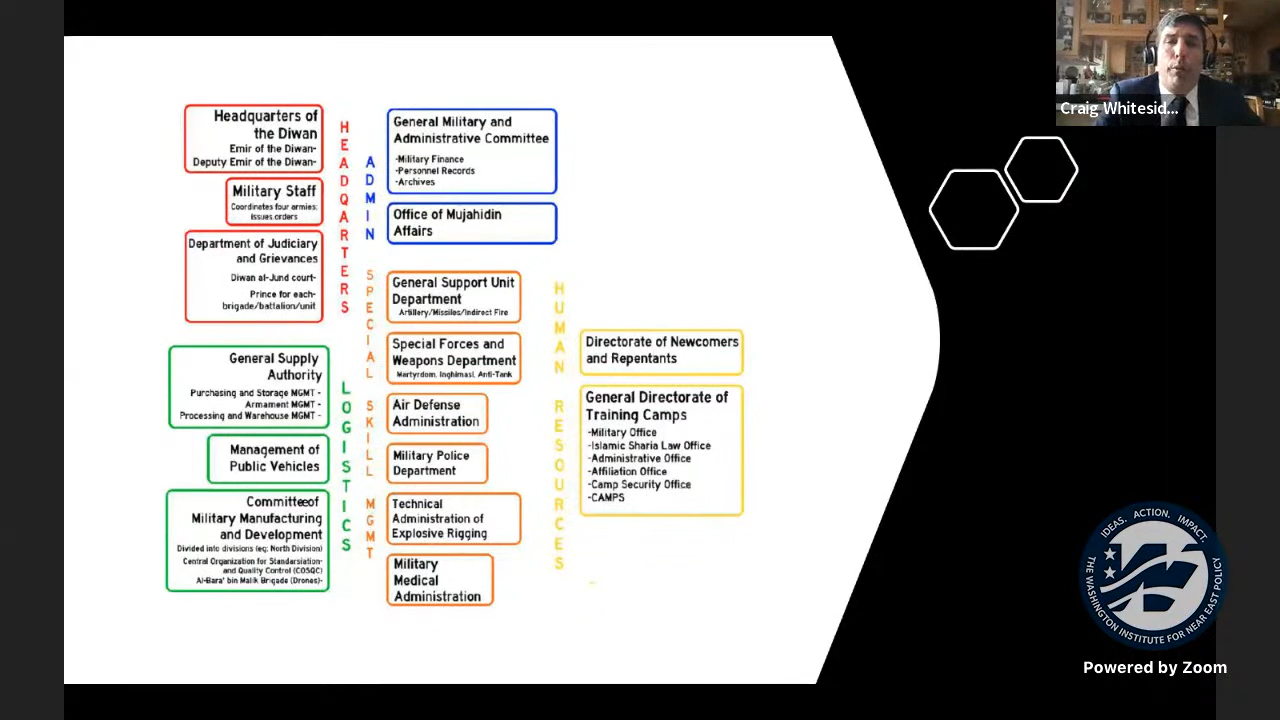 Headquarters of
the Diwan
Emir of the Diwan-
Deputy Emir of the Diwan-
Military Staff
Coordinates four armies;
issues orders
Department of Judiciary
and Grievances
Diwan al-Jund court-
Prince for each-
brigade/battalion/unit
HEADQARTERS
ADMIN
General Military and
Administrative Committee
-Military Finance
-Personnel Records
-Archives
Office of Mujahidin
Affairs
General Supply
Authority
Purchasing and Storage MGMT -
Armament MGMT -
Processing and Warehouse MGMT -
Management of
Public Vehicles
Committee of
Military Manufacturing
and Development
Divided into divisions (eg; North Division)
Central Organization for Standarsiation-
and Quality Control (COSQC)
Al-Bara' bin Malik Brigade (Drones)-
LOGISTICS
SPECIAL SKILL MGMT
General Support Unit
Department
Artillery/Missiles/Indirect Fire
Special Forces and
Weapons Department
Martyrdom, Inghimasi, Anti-Tank
Air Defense
Administration
Military Police
Department
Technical
Administration of
Explosive Rigging
Military
Medical
Administration
HUMAN RESOURCES
Directorate of Newcomers
and Repentants
General Directorate of
Training Camps
-Military Office
-Islamic Sharia Law Office
-Administrative Office
-Affiliation Office
-Camp Security Office
-CAMPS
Craig Whitesid...
IDEAS. ACTION. IMPACT.
THE WASHINGTON INSTITUTE FOR NEAR EAST POLICY
Powered by Zoom